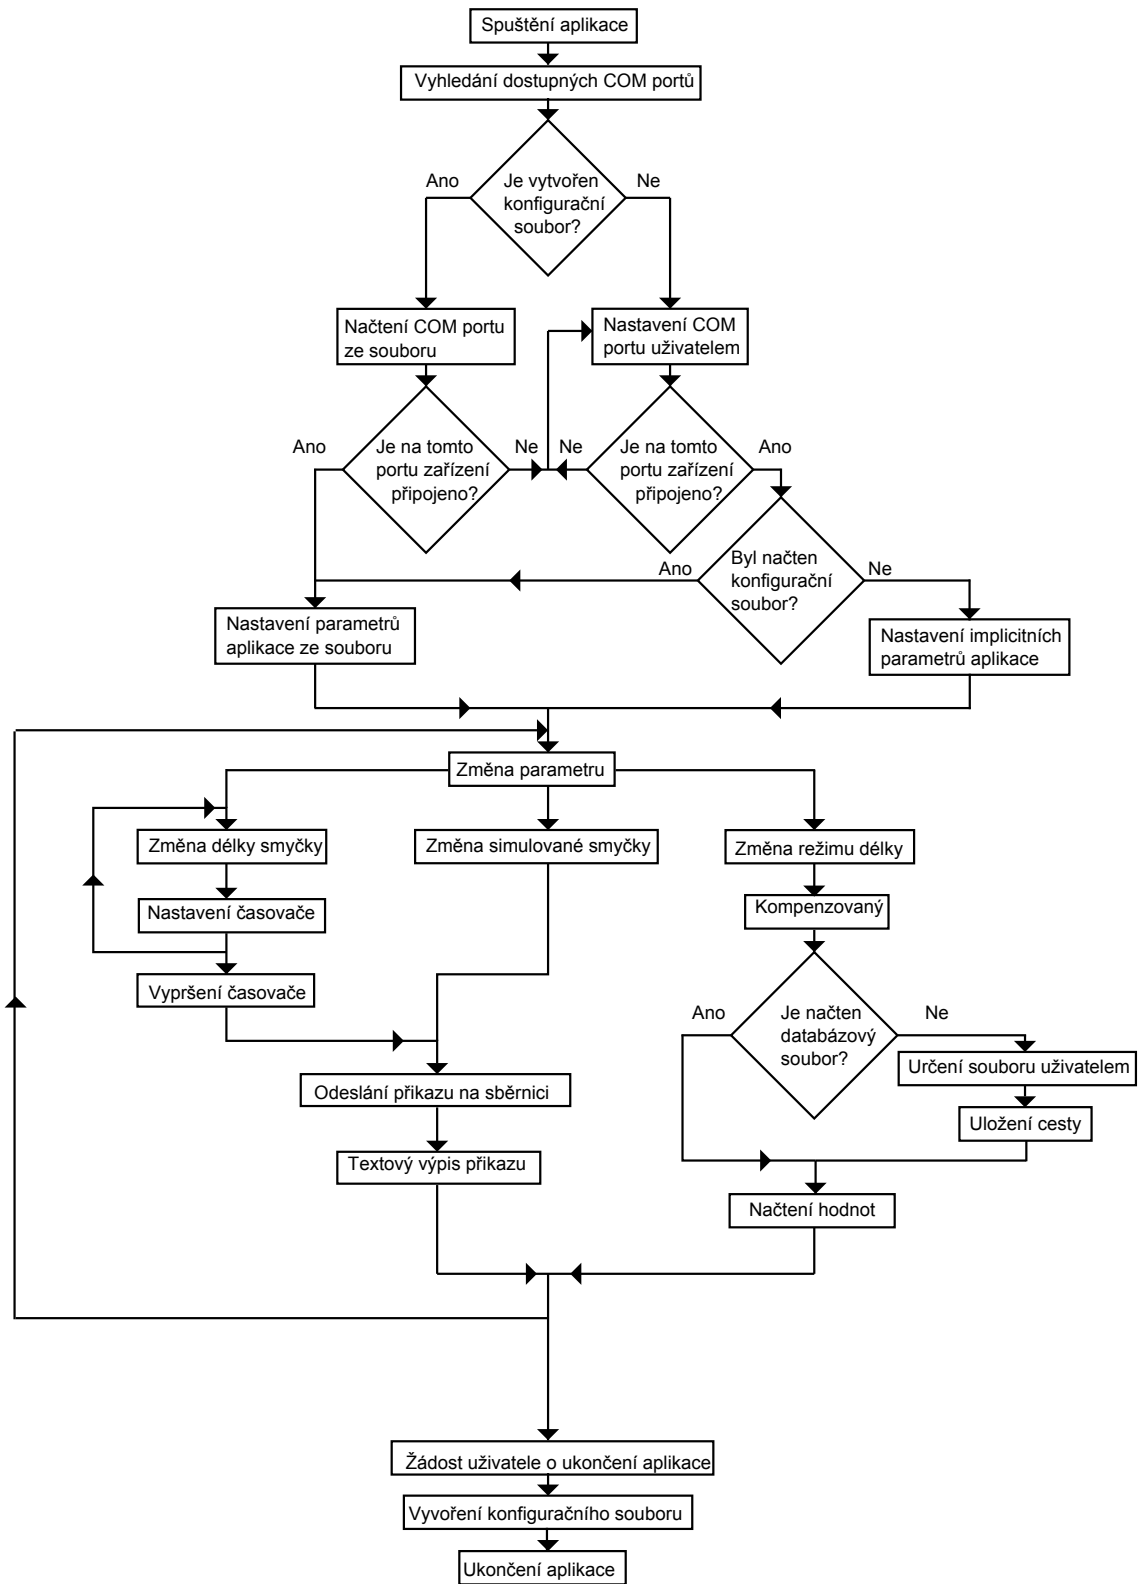 Spuštění aplikace
Vyhledání dostupných COM portů
Ano
Je vytvořen
konfigurační
soubor?
Ne
Načtení COM portu
ze souboru
Nastavení COM
portu uživatelem
Ano
Je na tomto
portu zařízení
připojeno?
Ne
Ne
Je na tomto
portu zařízení
připojeno?
Ano
Ano
Byl načten
konfigurační
soubor?
Ne
Nastavení parametrů
aplikace ze souboru
Nastavení implicitních
parametrů aplikace
Změna parametru
Změna délky smyčky
Změna simulované smyčky
Změna režimu délky
Nastavení časovače
Kompenzovaný
Vypršení časovače
Ano
Je načten
databázový
soubor?
Ne
Určení souboru uživatelem
Odeslání přikazu na sběrnici
Uložení cesty
Textový výpis přikazu
Načtení hodnot
Žádost uživatele o ukončení aplikace
Vyvoření konfiguračního souboru
Ukončení aplikace